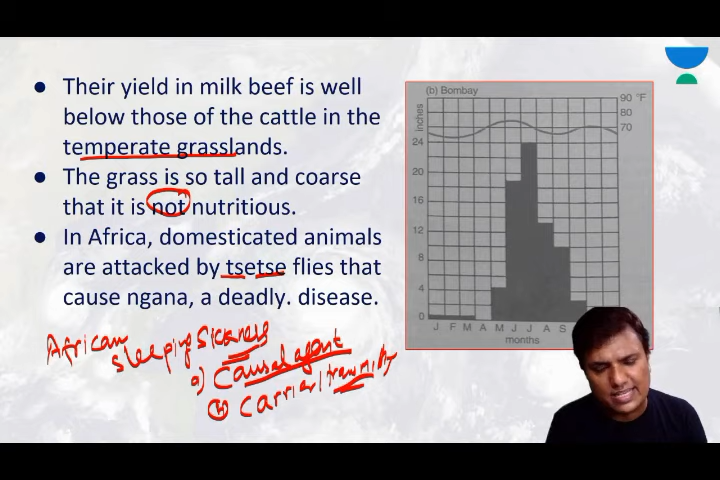 ● Their yield in milk beef is well
below those of the cattle in the
temperate grasslands.
● The grass is so tall and coarse
that it is not nutritious.
● In Africa, domesticated animals
are attacked by tsetse flies that
cause ngana, a deadly. disease.
African
sleeping Sickness
a) Causal agent
(b) Carrier/
(b) Bombay
inches
90 °F
80
70
24
20
16
12
8
4
0
J F M A M J J A S
months